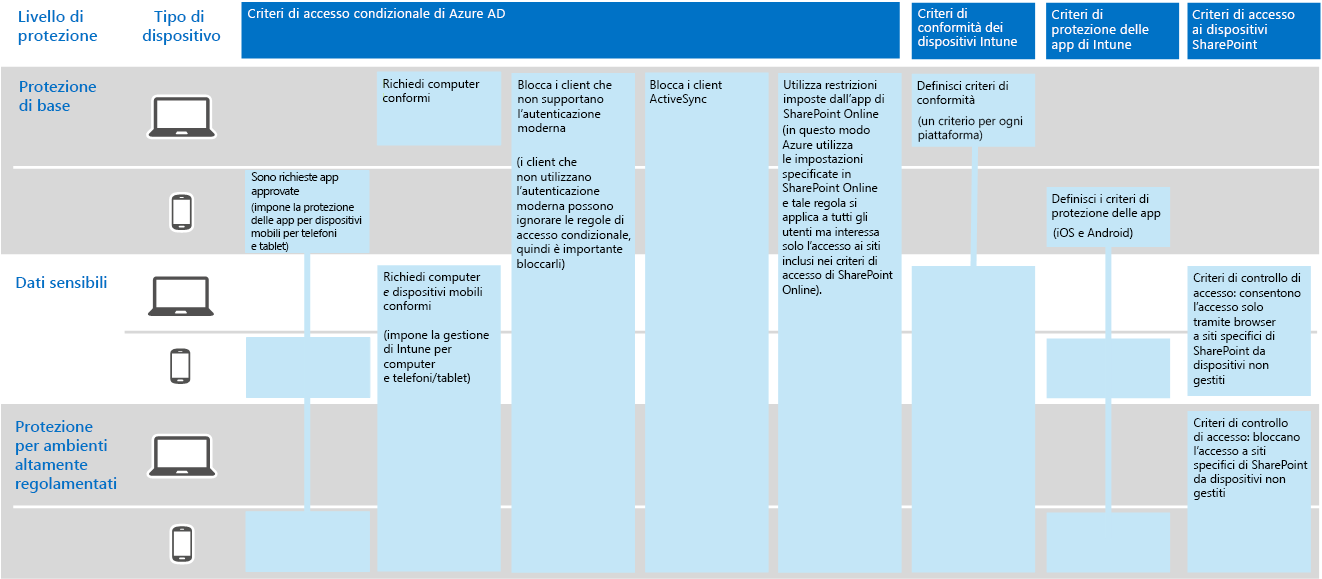 Livello di
protezione
Tipo di
dispositivo
Criteri di accesso condizionale di Azure AD
Criteri di
conformità dei
dispositivi Intune
Criteri di
protezione delle
app di Intune
Criteri di accesso
ai dispositivi
SharePoint
Protezione
di base
Richiedi computer
conformi
Blocca i client che
non supportano
l'autenticazione
moderna
(i client che
non utilizzano
l'autenticazione
moderna possono
ignorare le regole di
accesso condizionale,
quindi è importante
bloccarli)
Blocca i client
ActiveSync
Utilizza restrizioni
imposte dall'app di
SharePoint Online
(in questo modo
Azure utilizza
le impostazioni
specificate in
SharePoint Online
e tale regola si
applica a tutti gli
utenti ma interessa
solo l'accesso ai siti
inclusi nei criteri di
accesso di SharePoint
Online).
Definisci criteri di
conformità
(un criterio per ogni
piattaforma)
Sono richieste app
approvate
(impone la protezione
delle app per dispositivi
mobili per telefoni
e tablet)
Definisci i criteri di
protezione delle app
(iOS e Android)
Dati sensibili
Richiedi computer
e dispositivi mobili
conformi
(impone la gestione
di Intune per
computer
e telefoni/tablet)
Criteri di controllo di
accesso: consentono
l'accesso solo
tramite browser
a siti specifici di
SharePoint da
dispositivi non
gestiti
Protezione
per ambienti
altamente
regolamentati
Criteri di controllo
di accesso: bloccano
l'accesso a siti
specifici di SharePoint
da dispositivi non
gestiti